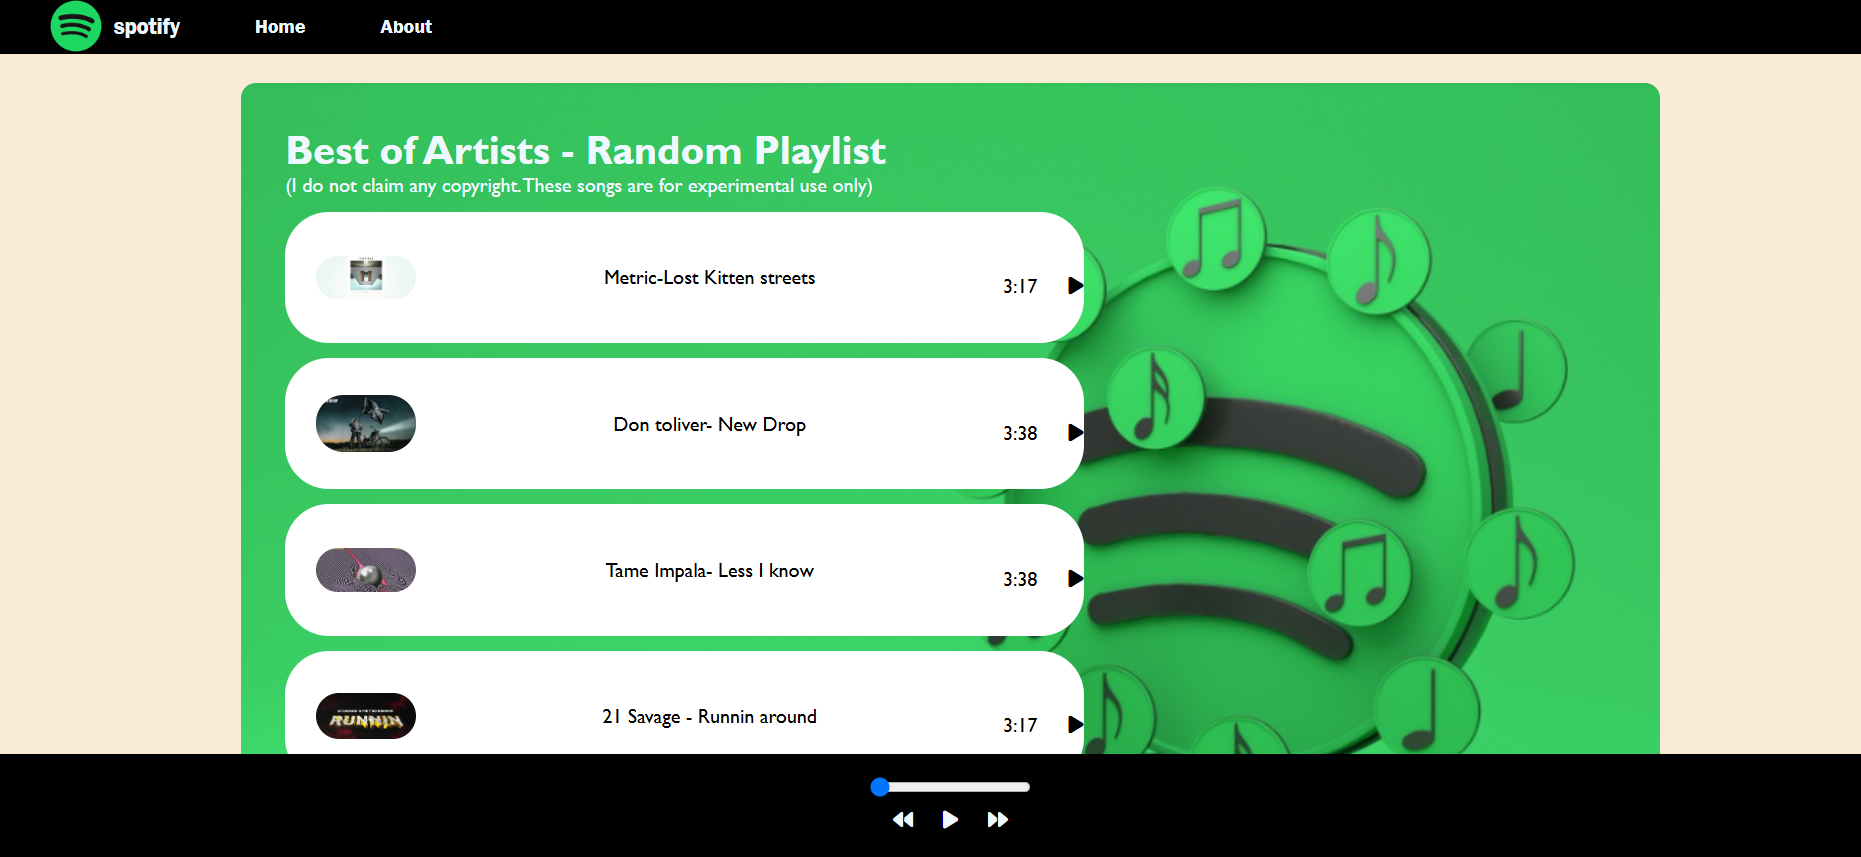 spotify Home About
Best of Artists - Random Playlist
(I do not claim any copyright. These songs are for experimental use only)
M
Metric-Lost Kitten streets
3:17
Don toliver- New Drop
3:38
Tame Impala- Less I know
3:38
RUNNIN
21 Savage - Runnin around
3:17